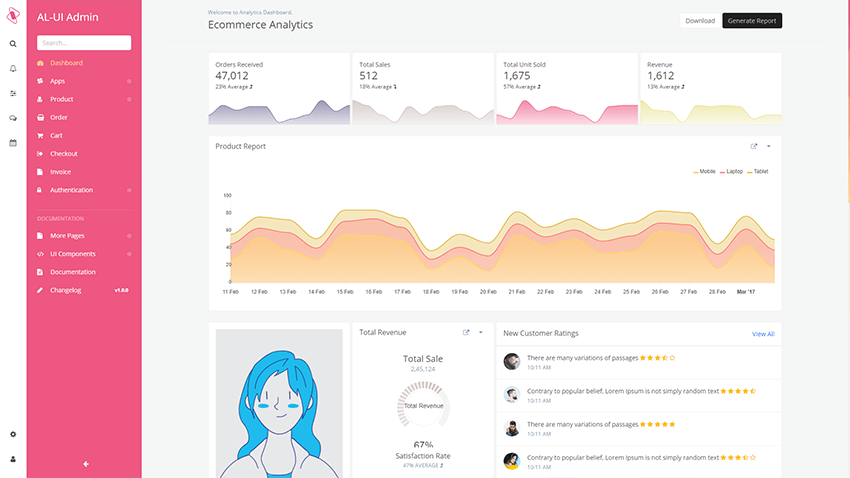 AL-UI Admin
Search...
Dashboard
Apps
Product
Order
Cart
Checkout
Invoice
Authentication
DOCUMENTATION
More Pages
UI Components
Documentation
Changelog v1.0.0
Welcome to Analytics Dashboard.
Ecommerce Analytics
Download Generate Report
Orders Received
47,012
23% Average
Total Sales
512
18% Average
Total Unit Sold
1,675
57% Average
Revenue
1,612
13% Average
Product Report
Mobile Laptop Tablet
100
80
60
40
20
0
11 Feb 12 Feb 13 Feb 14 Feb 15 Feb 16 Feb 17 Feb 18 Feb 19 Feb 20 Feb 21 Feb 22 Feb 23 Feb 24 Feb 25 Feb 26 Feb 27 Feb 28 Feb Mar '17
Total Revenue
Total Sale
2,45,124
Total Revenue
67%
Satisfaction Rate
47% AVERAGE
New Customer Ratings View All
There are many variations of passages
10:11 AM
Contrary to popular belief, Lorem Ipsum is not simply random text
10:11 AM
There are many variations of passages
10:11 AM
Contrary to popular belief, Lorem Ipsum is not simply random text
10:11 AM